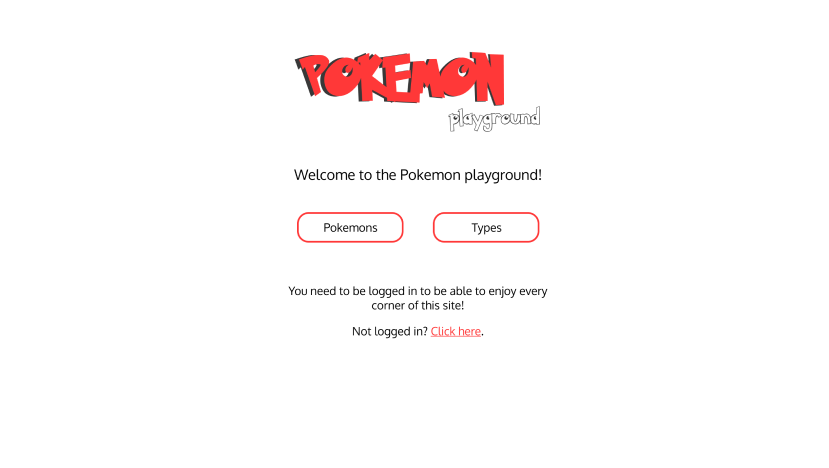 POKEMON
playground
Welcome to the Pokemon playground!
Pokemons
Types
You need to be logged in to be able to enjoy every
corner of this site!
Not logged in? Click here.